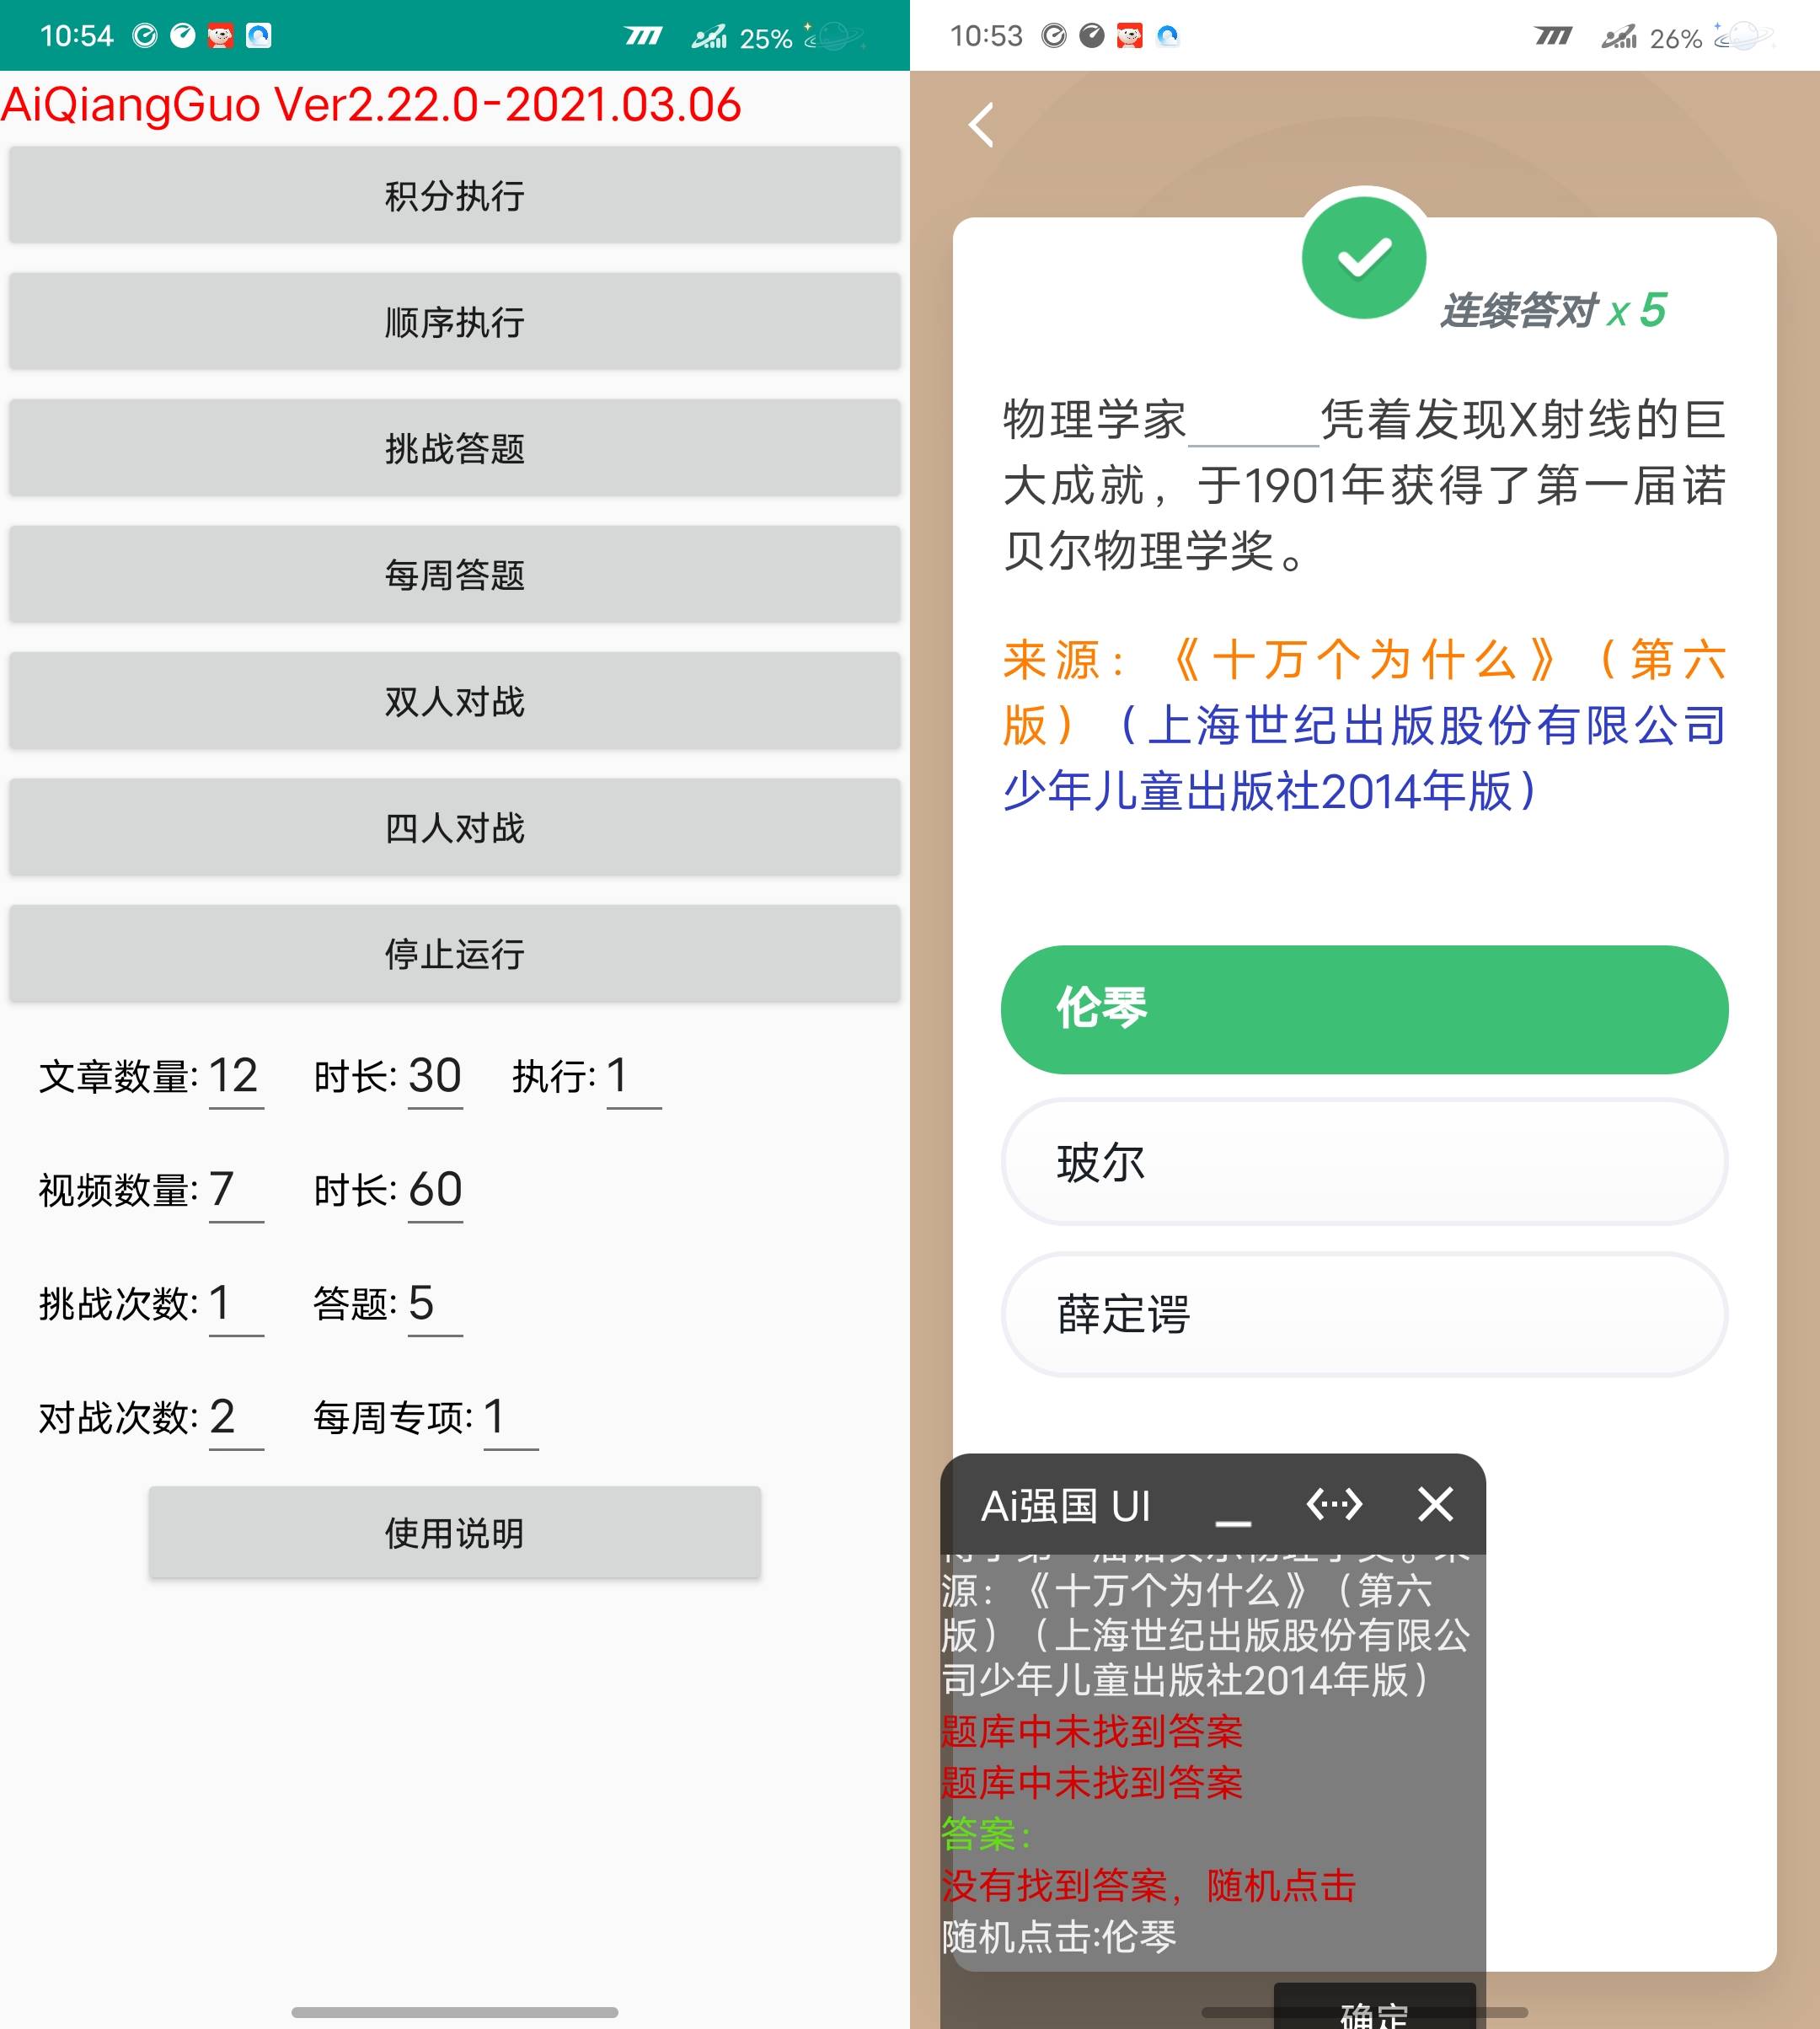 10:54
25%
AiQiangGuo Ver2.22.0-2021.03.06
积分执行
顺序执行
挑战答题
每周答题
双人对战
四人对战
停止运行
文章数量: 12 时长: 30 执行: 1
视频数量: 7 时长: 60
挑战次数: 1 答题: 5
对战次数: 2 每周专项: 1
使用说明
10:53
26%
连续答对 x 5
物理学家______凭着发现X射线的巨
大成就，于1901年获得了第一届诺
贝尔物理学奖。
来源：《十万个为什么》（第六
版）（上海世纪出版股份有限公司
少年儿童出版社2014年版）
伦琴
玻尔
薛定谔
Ai强国 UI
源：《十万个为什么》（第六
版）（上海世纪出版股份有限公
司少年儿童出版社2014年版）
题库中未找到答案
题库中未找到答案
答案：
没有找到答案，随机点击
随机点击:伦琴
确定